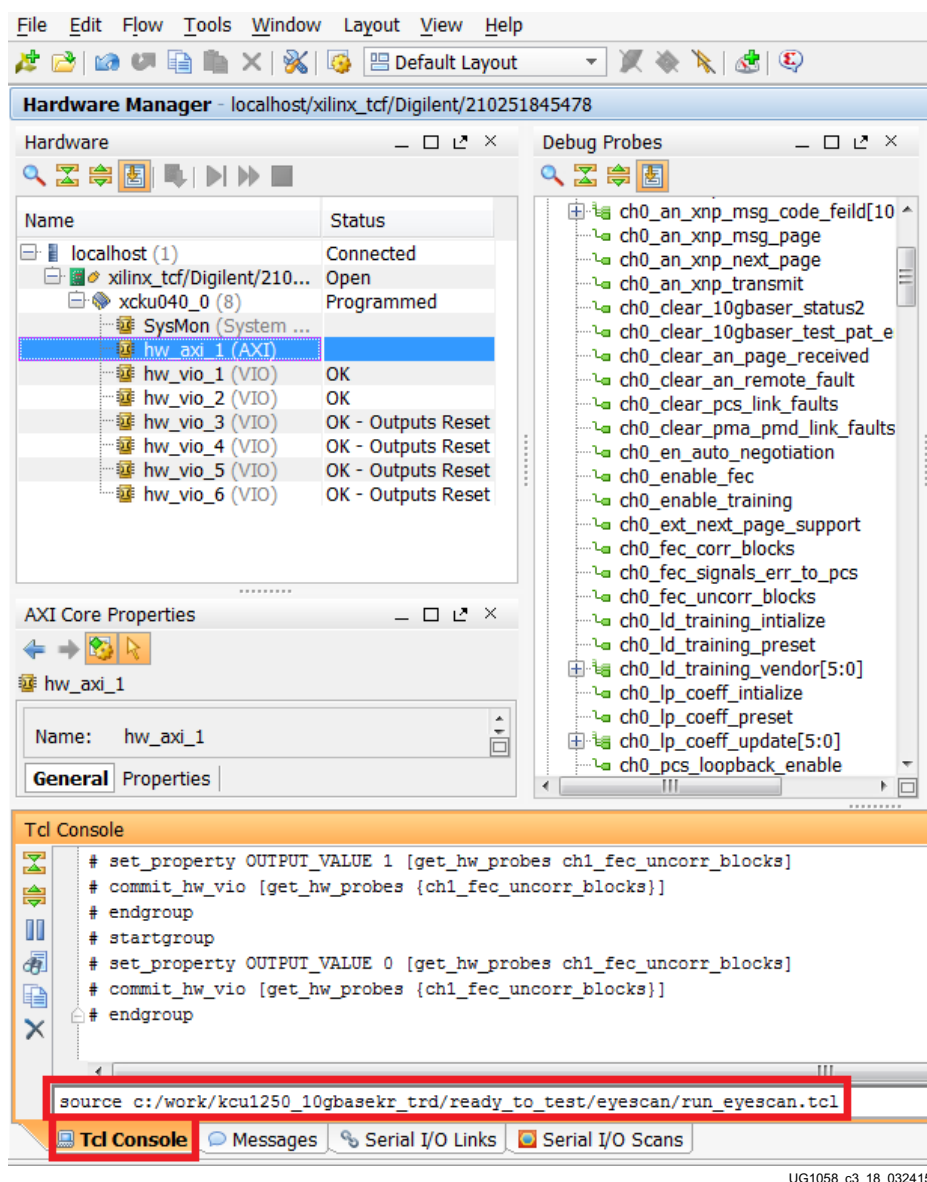 File Edit Flow Tools Window Layout View Help
Default Layout
Hardware Manager - localhost/xilinx_tcf/Digilent/210251845478
Hardware
Name Status
localhost (1) Connected
xilinx_tcf/Digilent/210... Open
xcku040_0 (8) Programmed
SysMon (System ...
hw_axi_1 (AXI)
hw_vio_1 (VIO) OK
hw_vio_2 (VIO) OK
hw_vio_3 (VIO) OK - Outputs Reset
hw_vio_4 (VIO) OK - Outputs Reset
hw_vio_5 (VIO) OK - Outputs Reset
hw_vio_6 (VIO) OK - Outputs Reset
Debug Probes
ch0_an_xnp_msg_code_feild[10
ch0_an_xnp_msg_page
ch0_an_xnp_next_page
ch0_an_xnp_transmit
ch0_clear_10gbaser_status2
ch0_clear_10gbaser_test_pat_e
ch0_clear_an_page_received
ch0_clear_an_remote_fault
ch0_clear_pcs_link_faults
ch0_clear_pma_pmd_link_faults
ch0_en_auto_negotiation
ch0_enable_fec
ch0_enable_training
ch0_ext_next_page_support
ch0_fec_corr_blocks
ch0_fec_signals_err_to_pcs
ch0_fec_uncorr_blocks
ch0_ld_training_intialize
ch0_ld_training_preset
ch0_ld_training_vendor[5:0]
ch0_lp_coeff_intialize
ch0_lp_coeff_preset
ch0_lp_coeff_update[5:0]
ch0_pcs_loopback_enable
AXI Core Properties
hw_axi_1
Name: hw_axi_1
General Properties
Tcl Console
# set_property OUTPUT_VALUE 1 [get_hw_probes ch1_fec_uncorr_blocks]
# commit_hw_vio [get_hw_probes {ch1_fec_uncorr_blocks}]
# endgroup
# startgroup
# set_property OUTPUT_VALUE 0 [get_hw_probes ch1_fec_uncorr_blocks]
# commit_hw_vio [get_hw_probes {ch1_fec_uncorr_blocks}]
# endgroup
source c:/work/kcu1250_10gbasekr_trd/ready_to_test/eyescan/run_eyescan.tcl
Tcl Console Messages Serial I/O Links Serial I/O Scans
UG1058_c3_18_032415